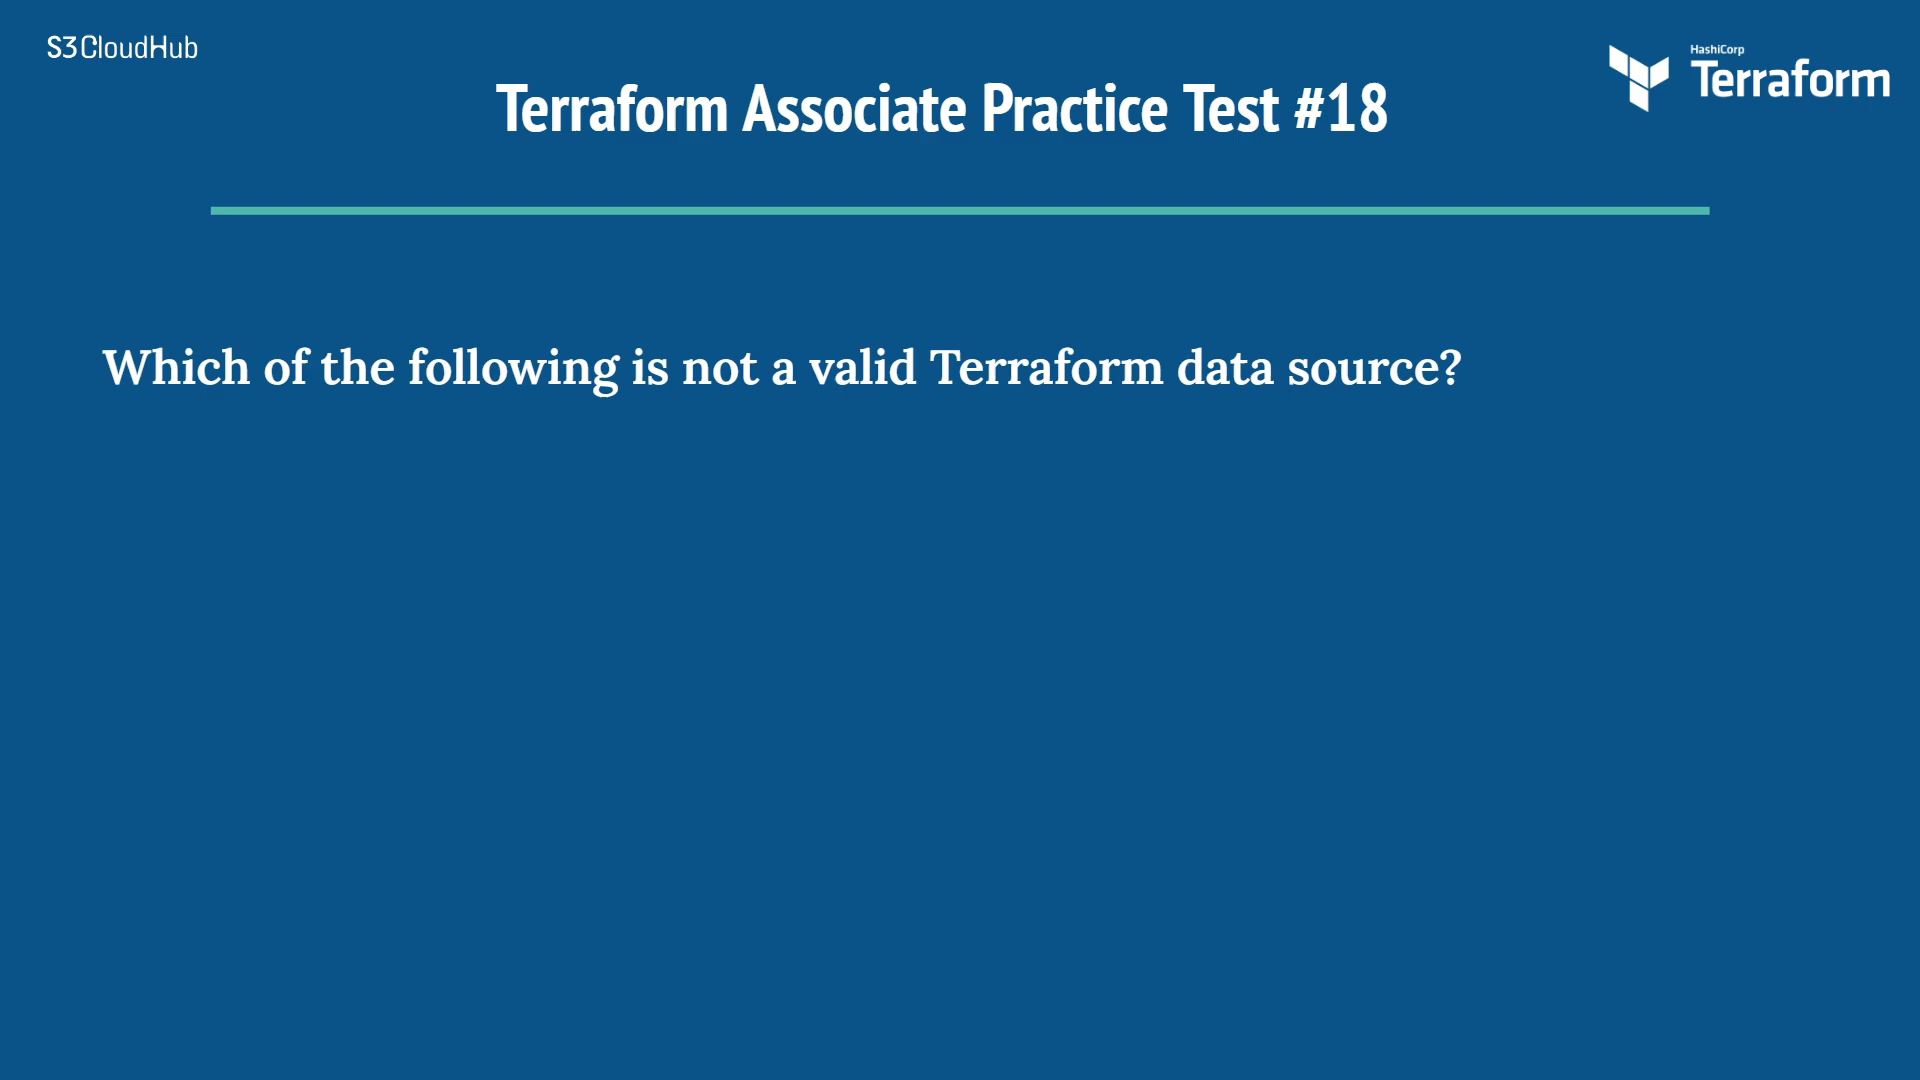 S3CloudHub
HashiCorp
Terraform
Terraform Associate Practice Test #18
Which of the following is not a valid Terraform data source?